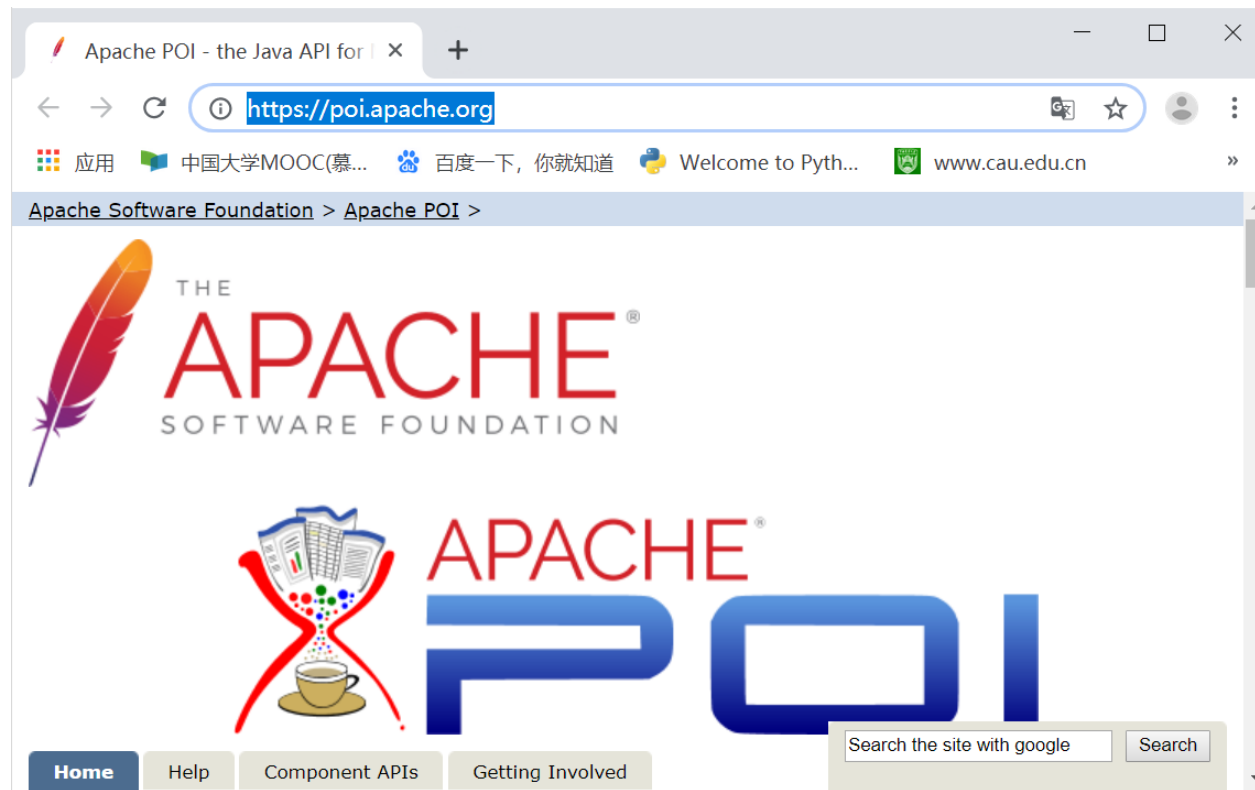 Apache POI - the Java API for
https://poi.apache.org
应用 中国大学MOOC(慕... 百度一下，你就知道 Welcome to Pyth... www.cau.edu.cn »
Apache Software Foundation > Apache POI >
THE
APACHE®
SOFTWARE FOUNDATION
APACHE®
POI
Search the site with google Search
Home Help Component APIs Getting Involved